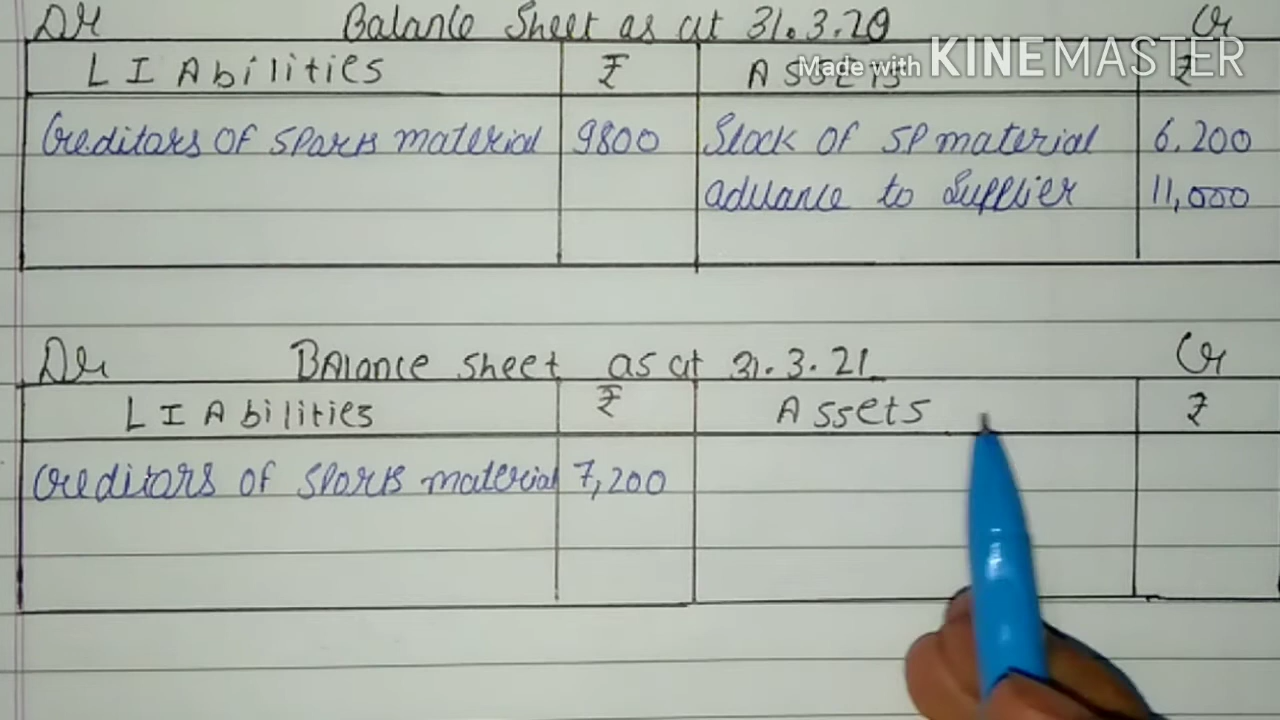 Dr Balance Sheet as at 31.3.20 Cr
Made with KINEMASTER
LIAbilities ₹ ASSETS ₹
Creditors of sports material 9800 Stock of SP material 6,200
advance to Supplier 11,000
Dr BAlance sheet as at 31.3.21 Cr
LIAbilities ₹ Assets ₹
creditors of sports material 7,200